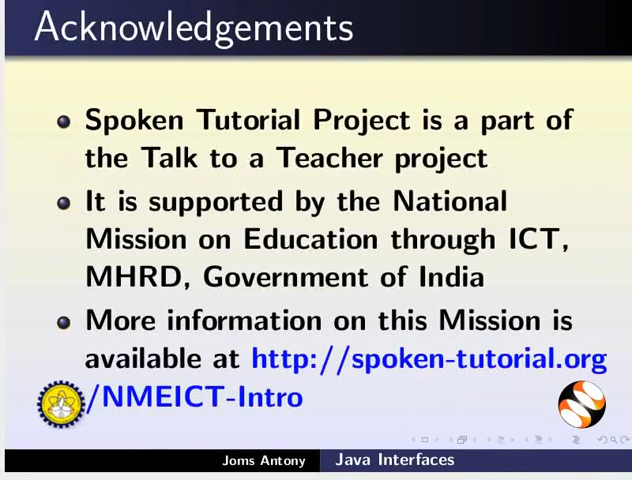 Acknowledgements
Spoken Tutorial Project is a part of
the Talk to a Teacher project
It is supported by the National
Mission on Education through ICT,
MHRD, Government of India
More information on this Mission is
available at http://spoken-tutorial.org
/NMEICT-Intro
Joms Antony Java Interfaces